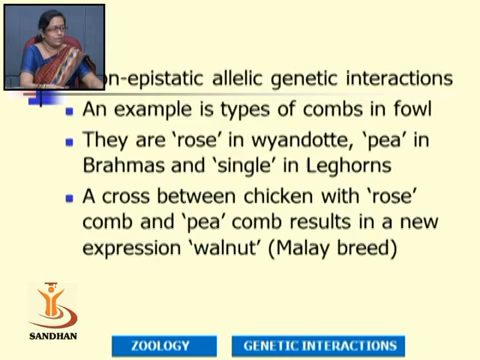 -epistatic allelic genetic interactions
An example is types of combs in fowl
They are ‘rose’ in wyandotte, ‘pea’ in
Brahmas and ‘single’ in Leghorns
A cross between chicken with ‘rose’
comb and ‘pea’ comb results in a new
expression ‘walnut’ (Malay breed)
SANDHAN
ZOOLOGY
GENETIC INTERACTIONS